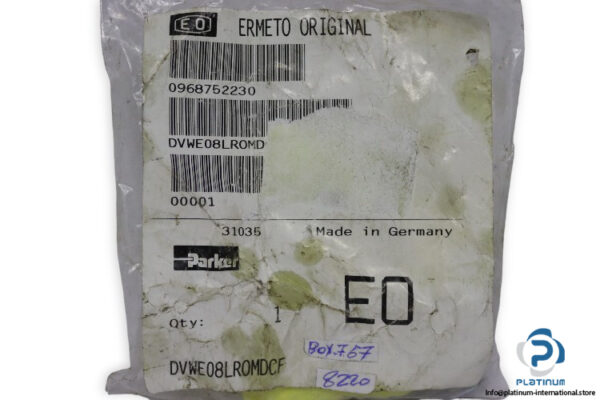 EO ERMETO ORIGINAL
0968752230
DVWE08LROMD
00001
31035 Made in Germany
Parker
EO
Qty: 1
BOX.757
8220
DVWE08LROMDCF
PLATINUM
INTERNATIONAL
info@platinum-international.store